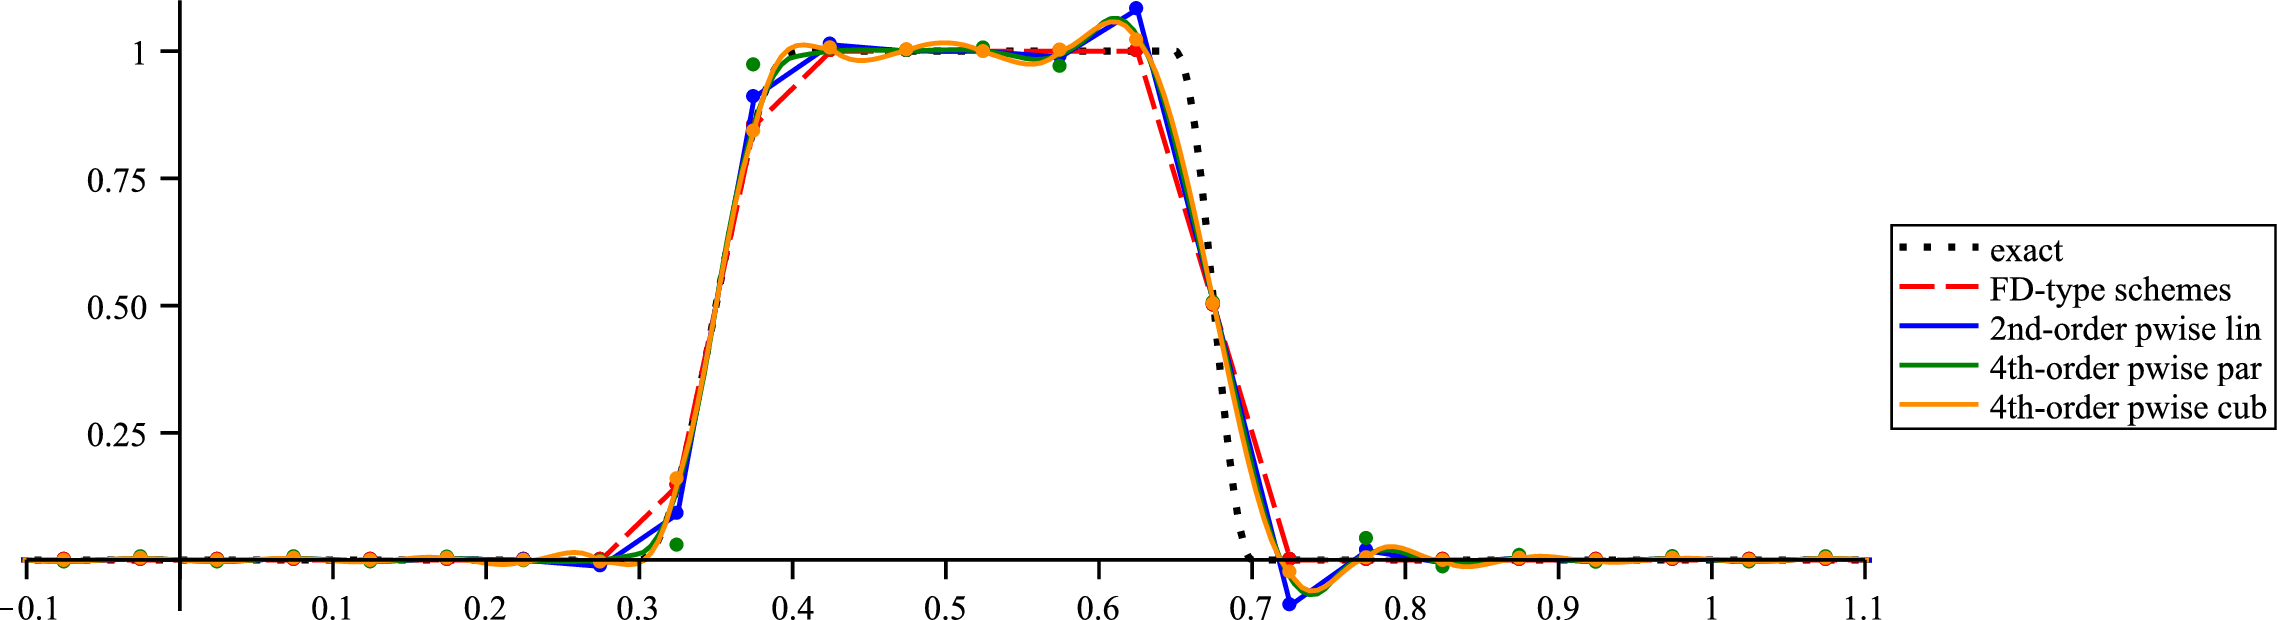 1
0.75
0.50
0.25
−0.1 0.1 0.2 0.3 0.4 0.5 0.6 0.7 0.8 0.9 1 1.1
exact
FD-type schemes
2nd-order pwise lin
4th-order pwise par
4th-order pwise cub